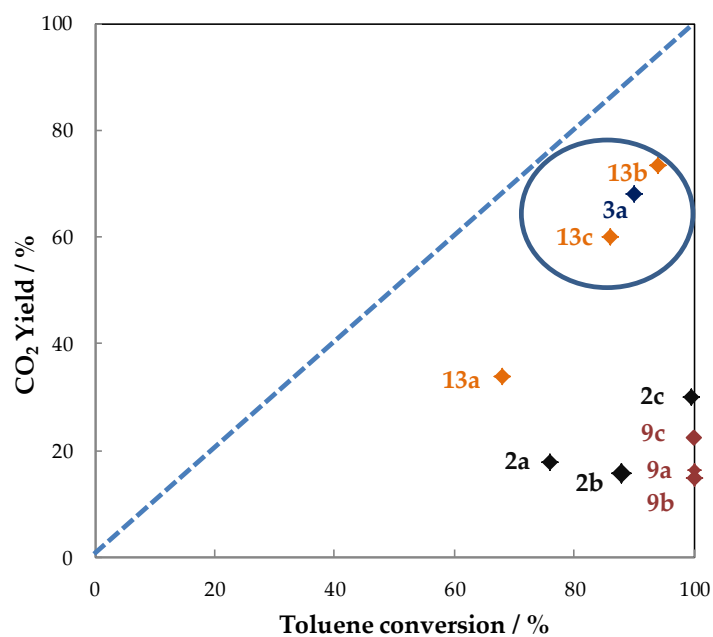 100
80
60
40
20
0
CO₂ Yield / %
13b
3a
13c
13a
2c
9c
2a
2b
9a
9b
0
20
40
60
80
100
Toluene conversion / %